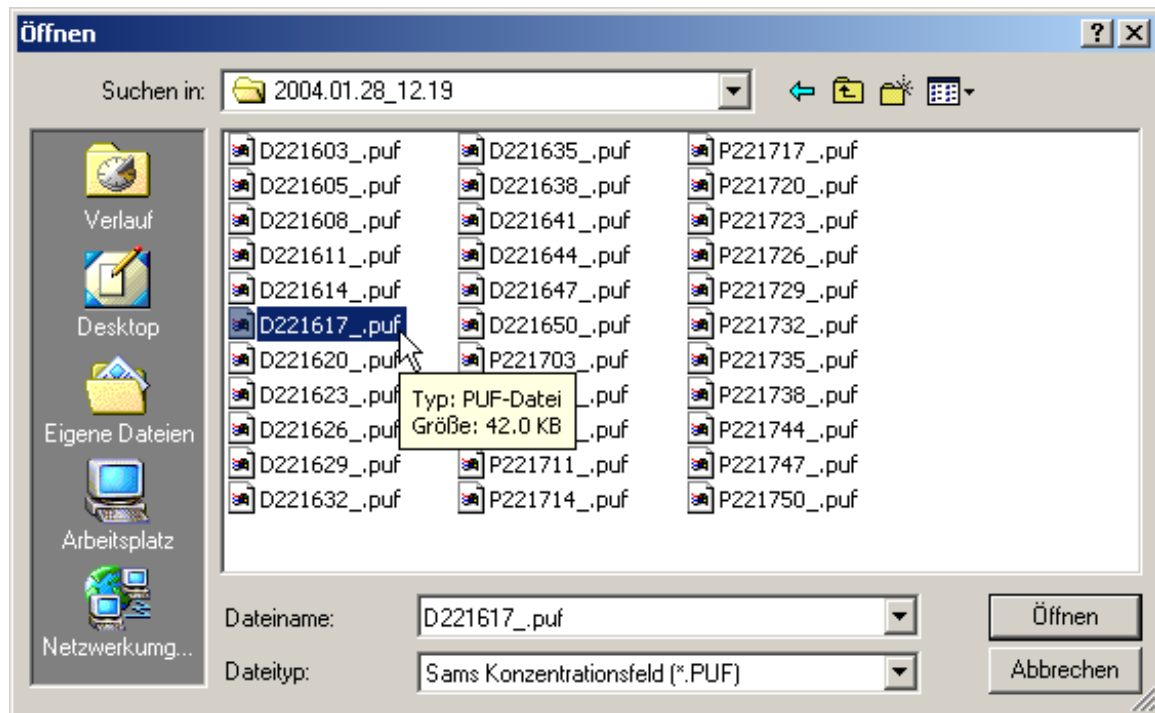 Öffnen
Suchen in:
2004.01.28_12.19
Verlauf
Desktop
Eigene Dateien
Arbeitsplatz
Netzwerkumg...
D221603_.puf
D221605_.puf
D221608_.puf
D221611_.puf
D221614_.puf
D221617_.puf
D221620_.puf
D221623_.puf
D221626_.puf
D221629_.puf
D221632_.puf
D221635_.puf
D221638_.puf
D221641_.puf
D221644_.puf
D221647_.puf
D221650_.puf
P221703_.puf
_.puf
_.puf
P221711_.puf
P221714_.puf
P221717_.puf
P221720_.puf
P221723_.puf
P221726_.puf
P221729_.puf
P221732_.puf
P221735_.puf
P221738_.puf
P221744_.puf
P221747_.puf
P221750_.puf
Typ: PUF-Datei
Größe: 42.0 KB
Dateiname:
D221617_.puf
Öffnen
Dateityp:
Sams Konzentrationsfeld (*.PUF)
Abbrechen